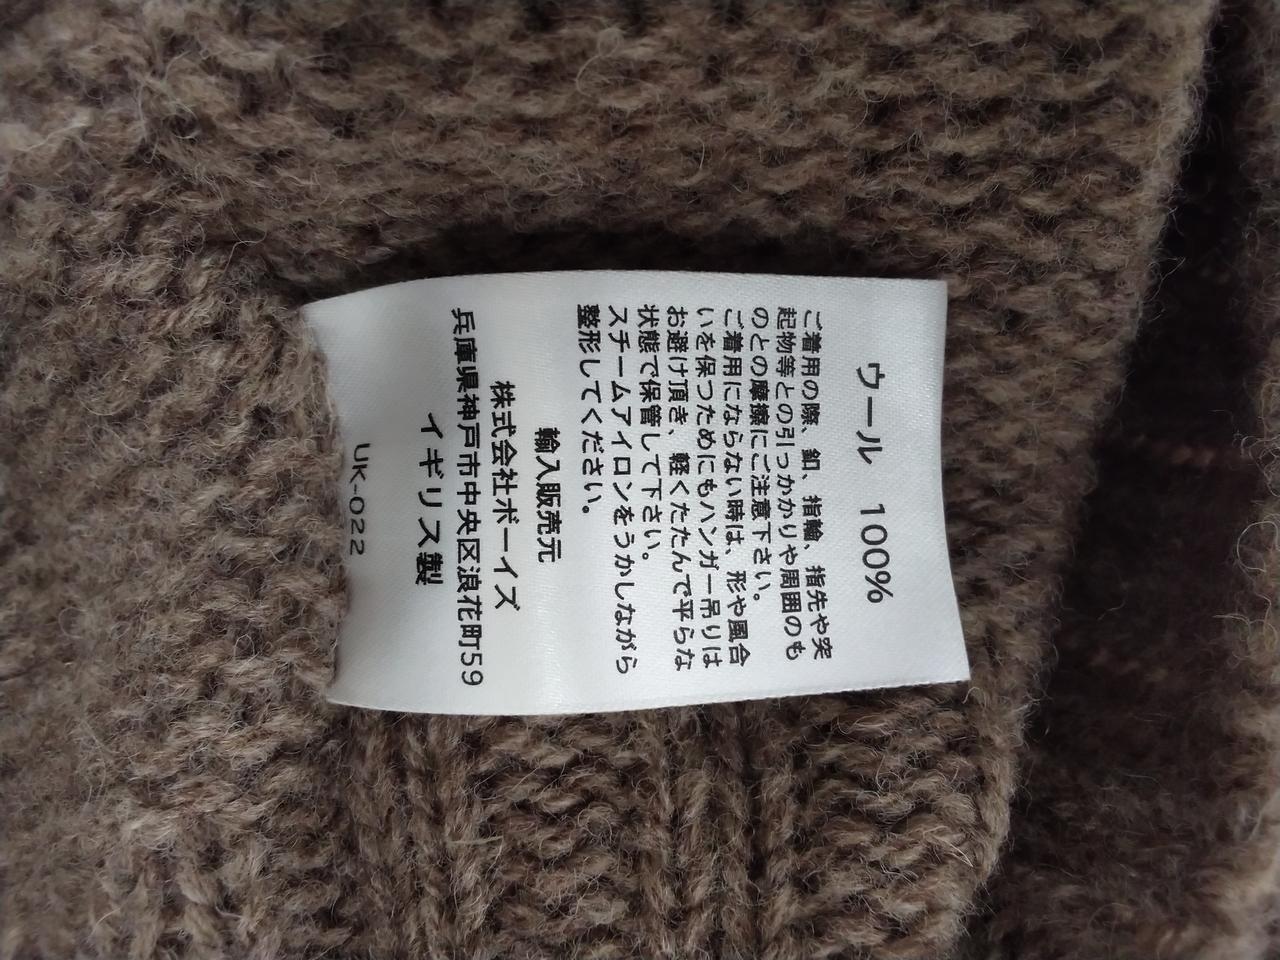 ウール 100%
ご着用の際、釦、指輪、指先や突
起物等との引っかかりや周囲のも
のとの摩擦にご注意下さい。
ご着用にならない時は、形や風合
いを保つためにもハンガー吊りは
お避け頂き、軽くたたんで平らな
状態で保管して下さい。
スチームアイロンをうかしながら
整形してください。
輸入販売元
株式会社ボーイズ
兵庫県神戸市中央区浪花町59
イギリス製
UK-022